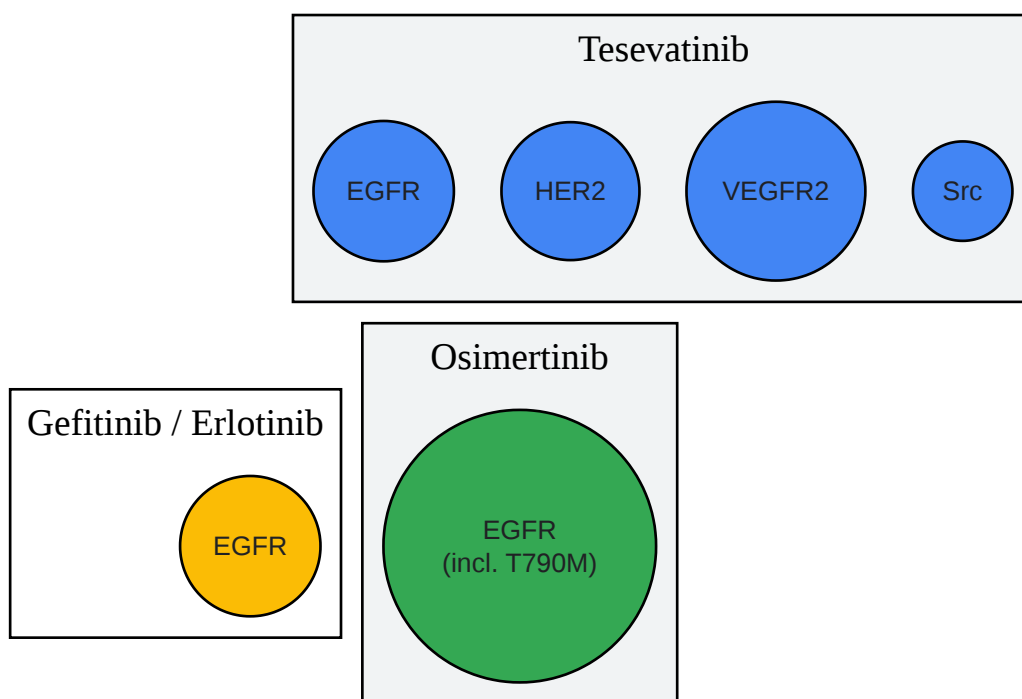 Tesevatinib
EGFR
HER2
VEGFR2
Src
Osimertinib
EGFR
(incl. T790M)
Gefitinib / Erlotinib
EGFR